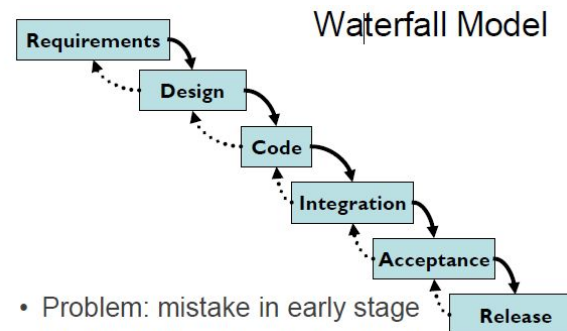 Waterfall Model
Requirements
Design
Code
Integration
Acceptance
• Problem: mistake in early stage
Release